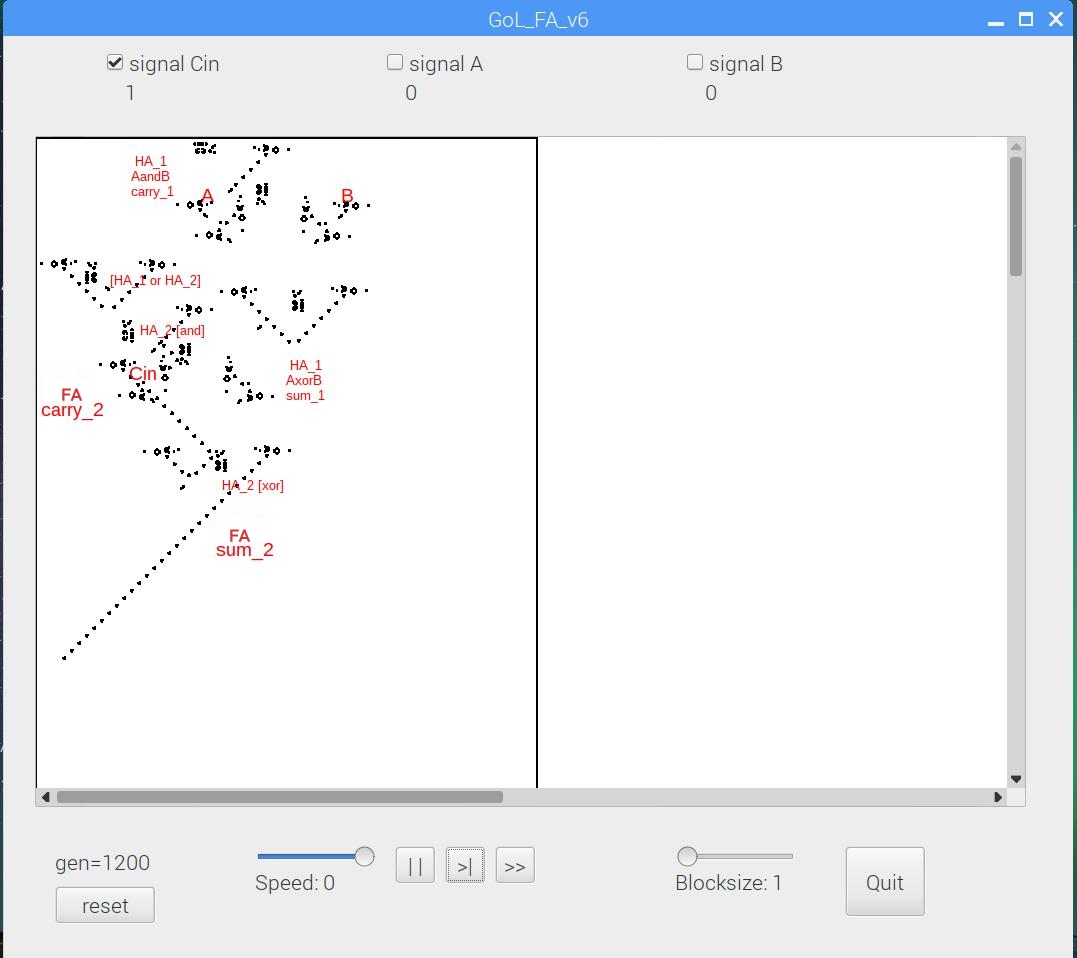 GoL_FA_v6
signal Cin
signal A
signal B
1
0
0
HA_1
AandB
carry_1
A
B
[HA_1 or HA_2]
HA_2 [and]
Cin
HA_1
AxorB
sum_1
FA
carry_2
HA_2 [xor]
FA
sum_2
gen=1200
reset
Speed: 0
||
>|
>>
Blocksize: 1
Quit